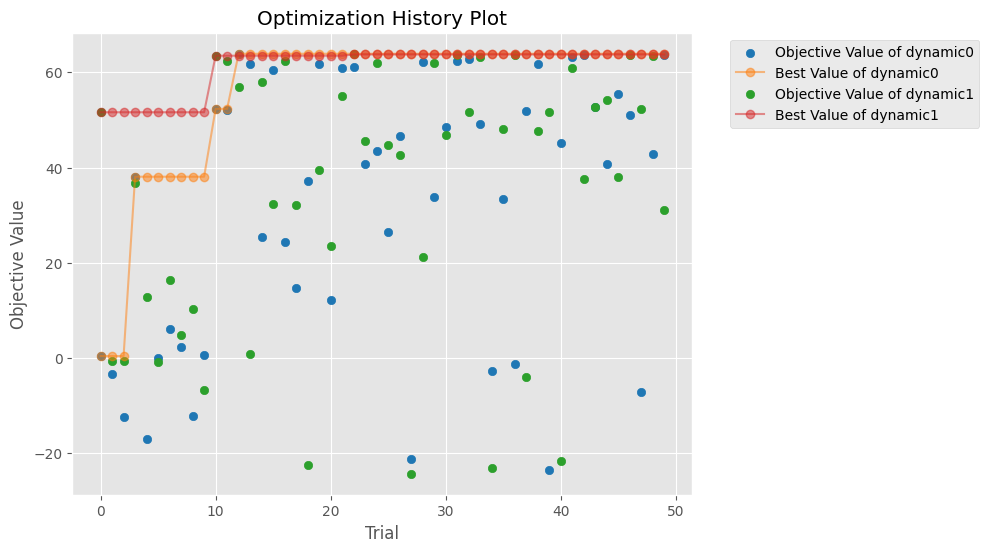 Optimization History Plot
Objective Value of dynamic0
Best Value of dynamic0
Objective Value of dynamic1
Best Value of dynamic1
Objective Value
60
40
20
0
−20
0 10 20 30 40 50
Trial